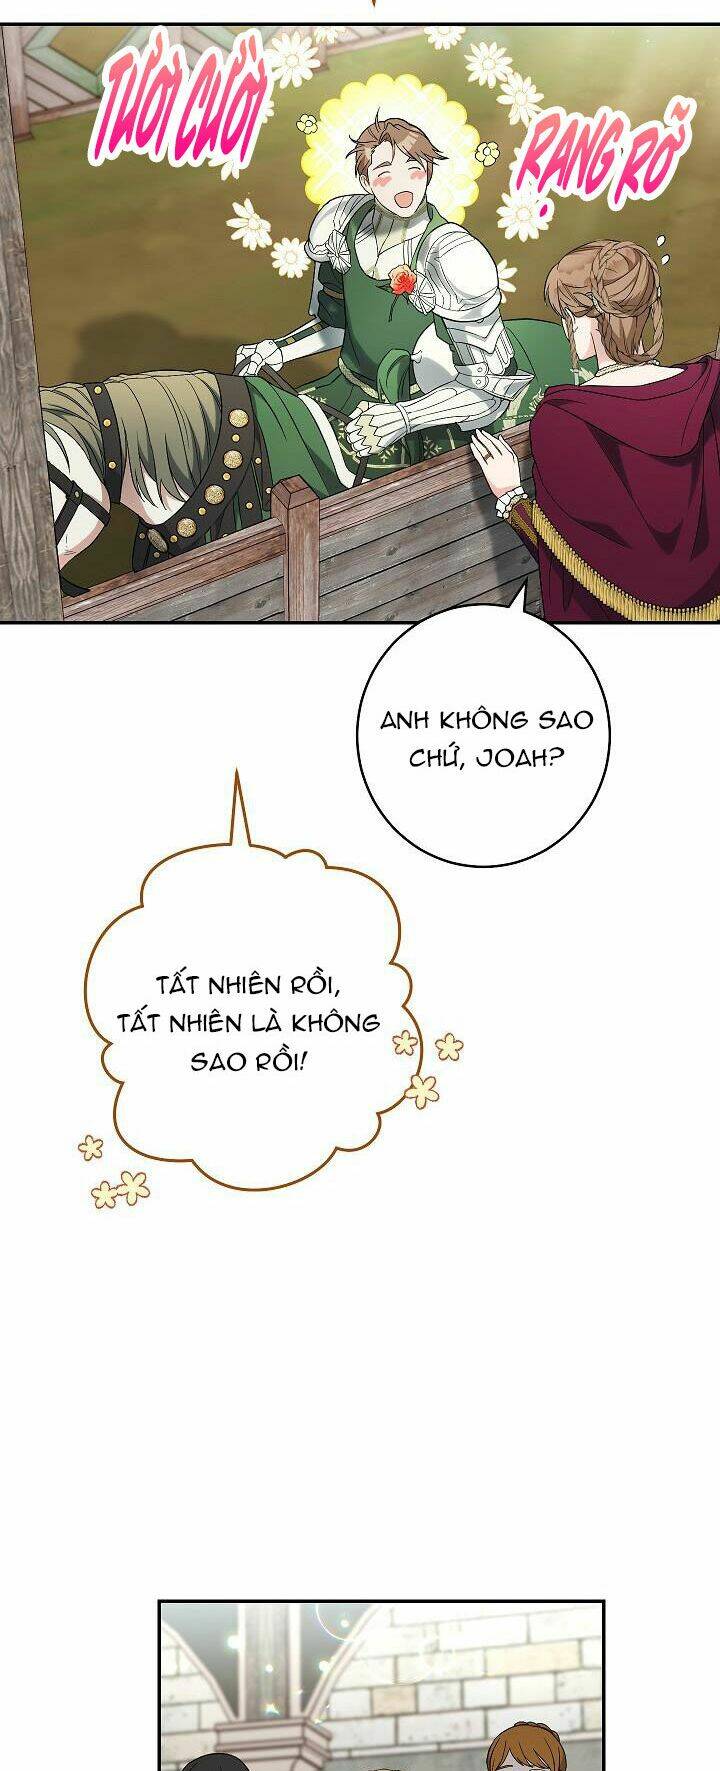 TƯƠI CƯỜI
RẠNG RỠ
ANH KHÔNG SAO
CHỨ, JOAH?
TẤT NHIÊN RỒI,
TẤT NHIÊN LÀ KHÔNG
SAO RỒI!